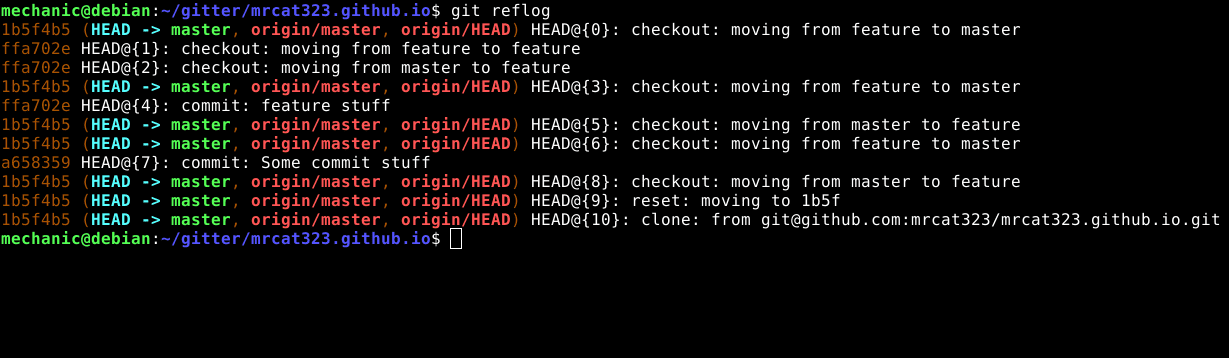 mechanic@debian:~/gitter/mrcat323.github.io$ git reflog
1b5f4b5 (HEAD -> master, origin/master, origin/HEAD) HEAD@{0}: checkout: moving from feature to master
ffa702e HEAD@{1}: checkout: moving from feature to feature
ffa702e HEAD@{2}: checkout: moving from master to feature
1b5f4b5 (HEAD -> master, origin/master, origin/HEAD) HEAD@{3}: checkout: moving from feature to master
ffa702e HEAD@{4}: commit: feature stuff
1b5f4b5 (HEAD -> master, origin/master, origin/HEAD) HEAD@{5}: checkout: moving from master to feature
1b5f4b5 (HEAD -> master, origin/master, origin/HEAD) HEAD@{6}: checkout: moving from feature to master
a658359 HEAD@{7}: commit: Some commit stuff
1b5f4b5 (HEAD -> master, origin/master, origin/HEAD) HEAD@{8}: checkout: moving from master to feature
1b5f4b5 (HEAD -> master, origin/master, origin/HEAD) HEAD@{9}: reset: moving to 1b5f
1b5f4b5 (HEAD -> master, origin/master, origin/HEAD) HEAD@{10}: clone: from git@github.com:mrcat323/mrcat323.github.io.git
mechanic@debian:~/gitter/mrcat323.github.io$